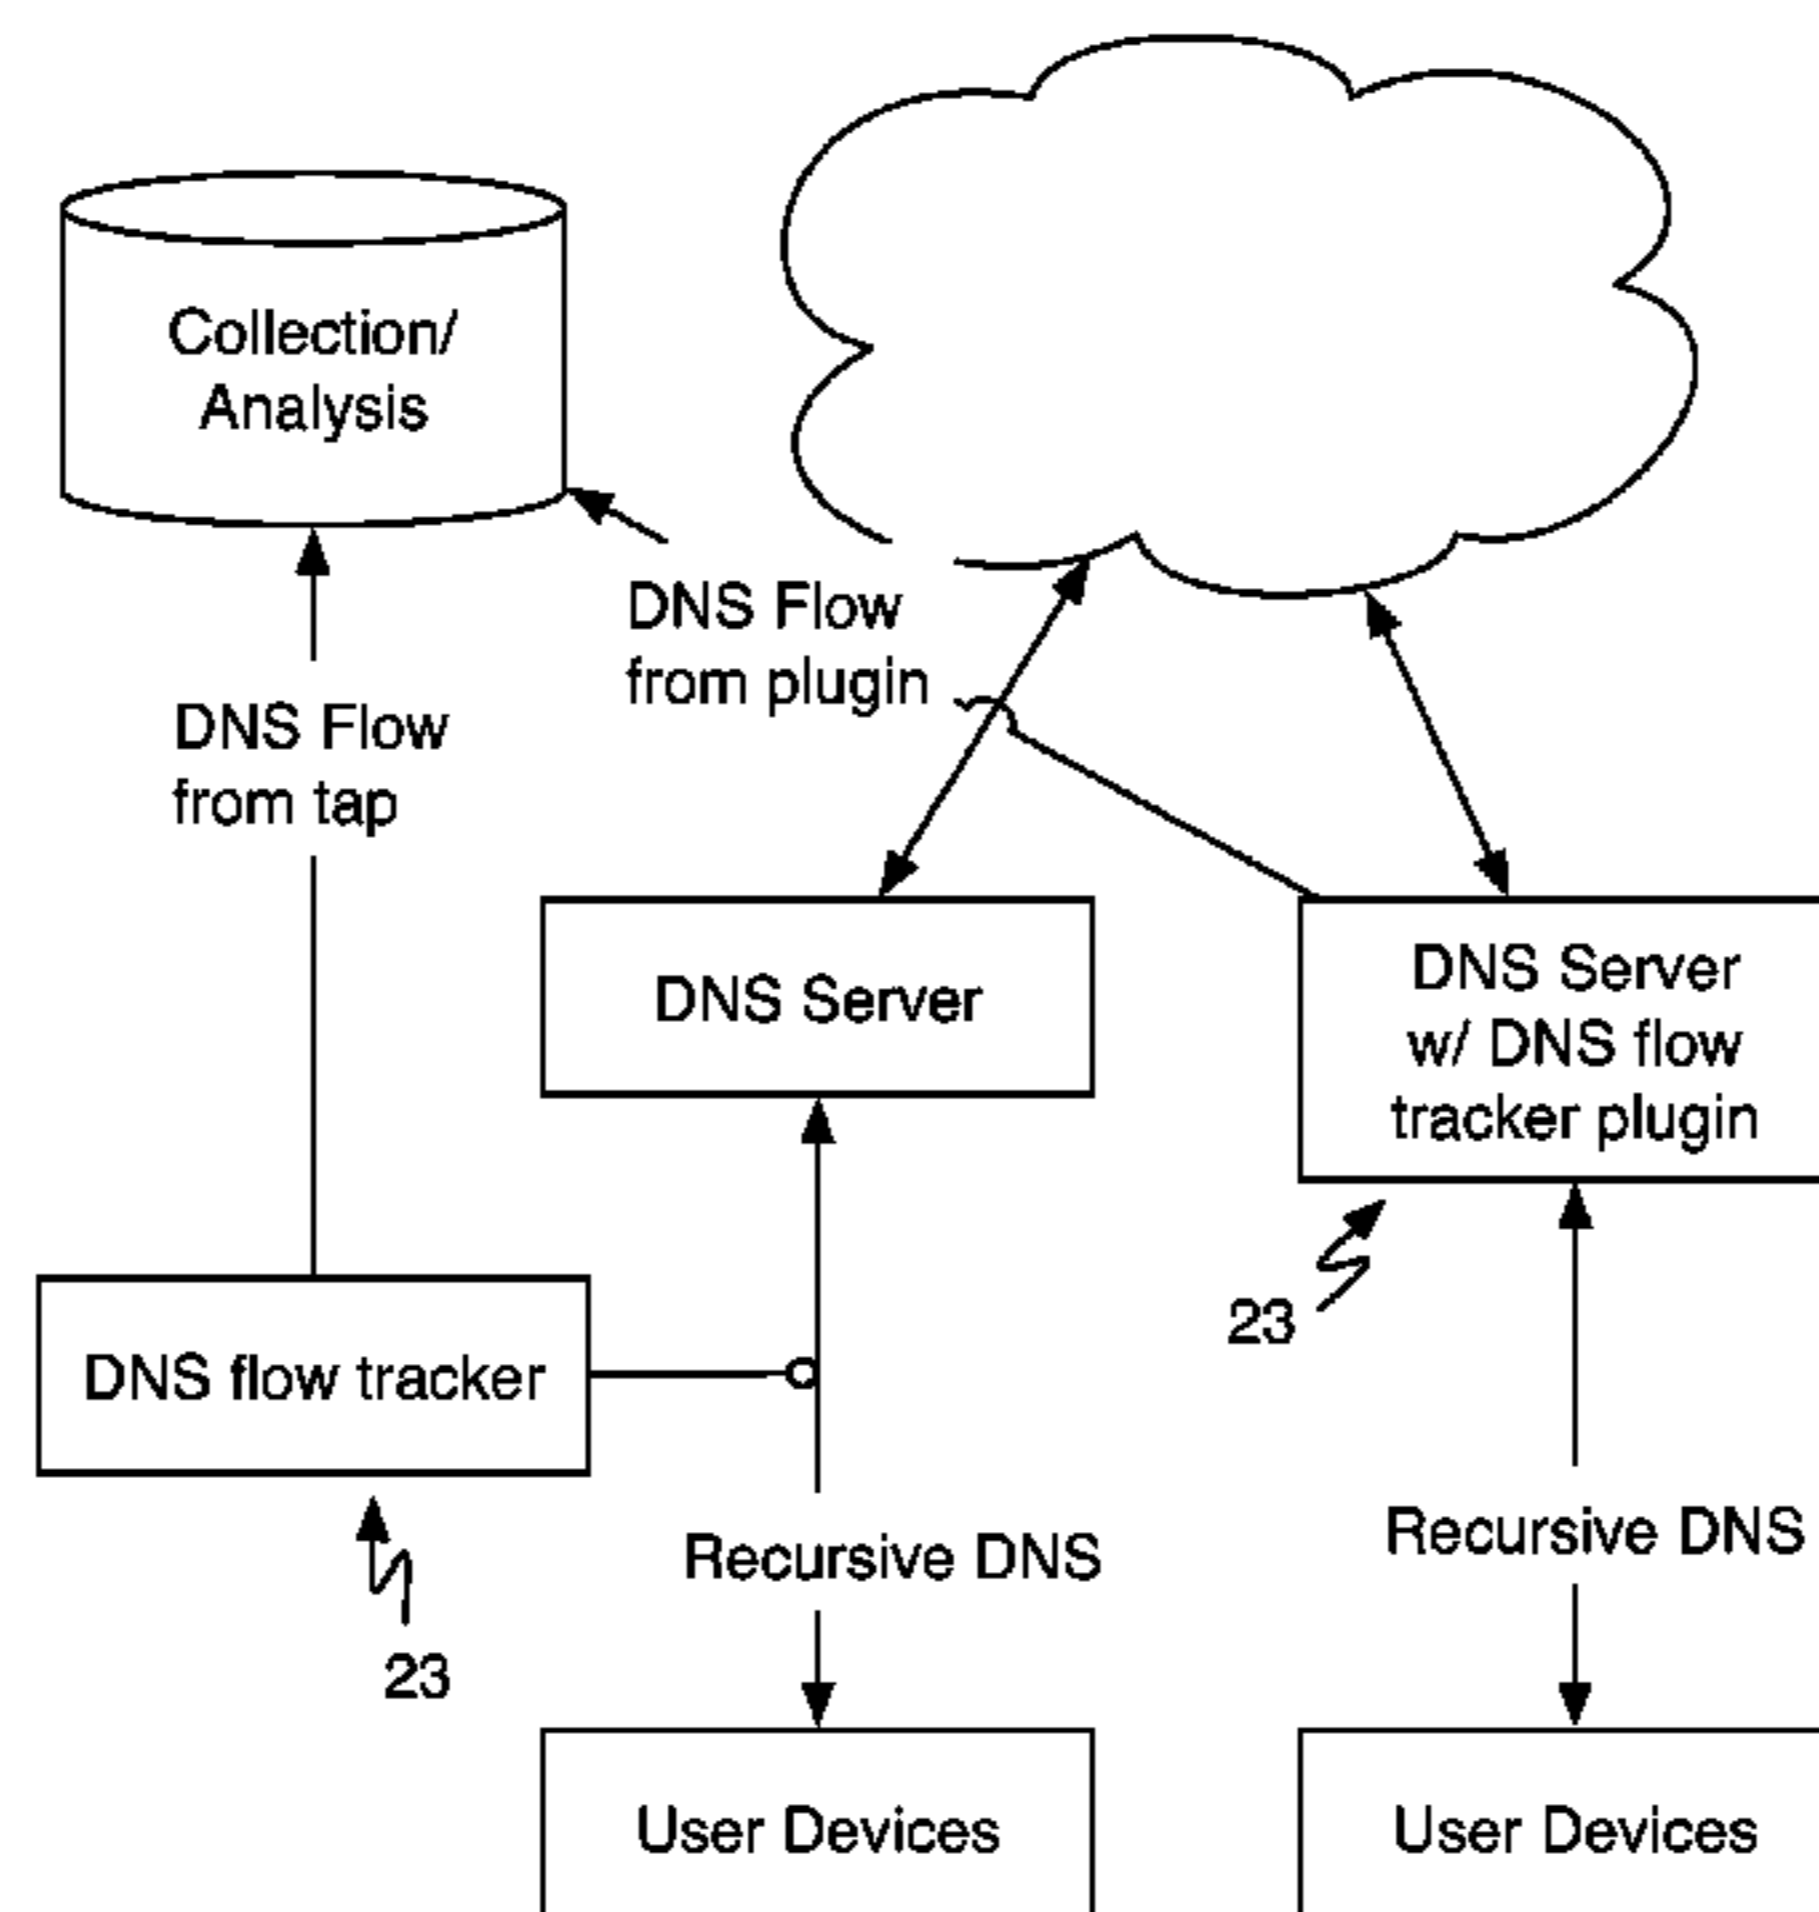 Collection/
Analysis
DNS Flow
from plugin
DNS Flow
from tap
DNS Server
DNS Server
w/ DNS flow
tracker plugin
23
DNS flow tracker
23
Recursive DNS
Recursive DNS
User Devices
User Devices